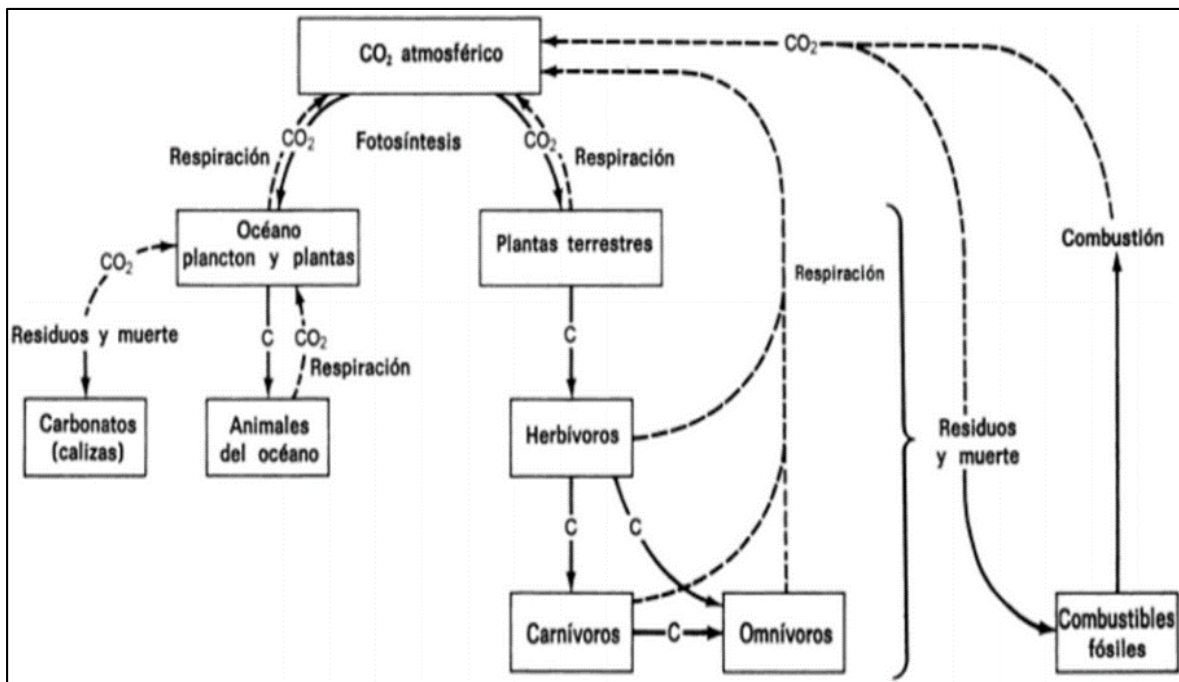 CO₂ atmosférico
CO₂
CO₂
Fotosíntesis
CO₂
Respiración
Respiración
Océano
plancton y plantas
Plantas terrestres
Combustión
CO₂
Respiración
Residuos y muerte
C
CO₂
C
Respiración
Carbonatos
(calizas)
Animales
del océano
Herbívoros
Residuos
y muerte
C
C
Carnívoros
C
Omnívoros
Combustibles
fósiles